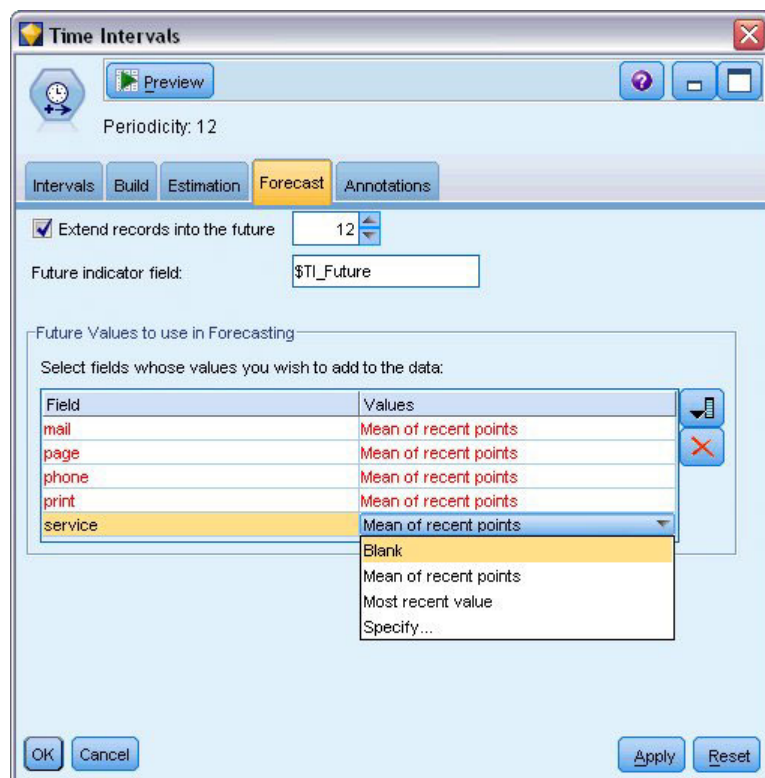 Time Intervals
Preview
Periodicity: 12
Intervals Build Estimation Forecast Annotations
Extend records into the future 12
Future indicator field: $TI_Future
Future Values to use in Forecasting
Select fields whose values you wish to add to the data:
Field Values
mail Mean of recent points
page Mean of recent points
phone Mean of recent points
print Mean of recent points
service Mean of recent points
Blank
Mean of recent points
Most recent value
Specify...
OK Cancel Apply Reset